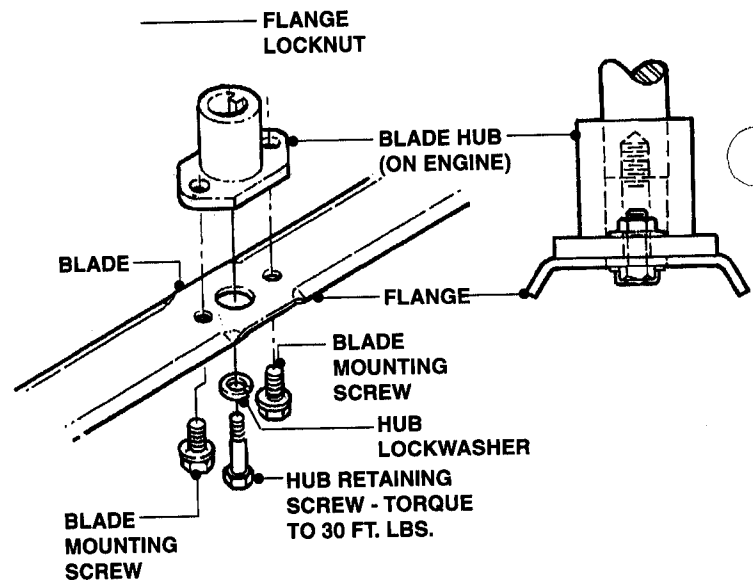 FLANGE
LOCKNUT
BLADE HUB
(ON ENGINE)
BLADE
FLANGE
BLADE
MOUNTING
SCREW
HUB
LOCKWASHER
HUB RETAINING
SCREW - TORQUE
TO 30 FT. LBS.
BLADE
MOUNTING
SCREW